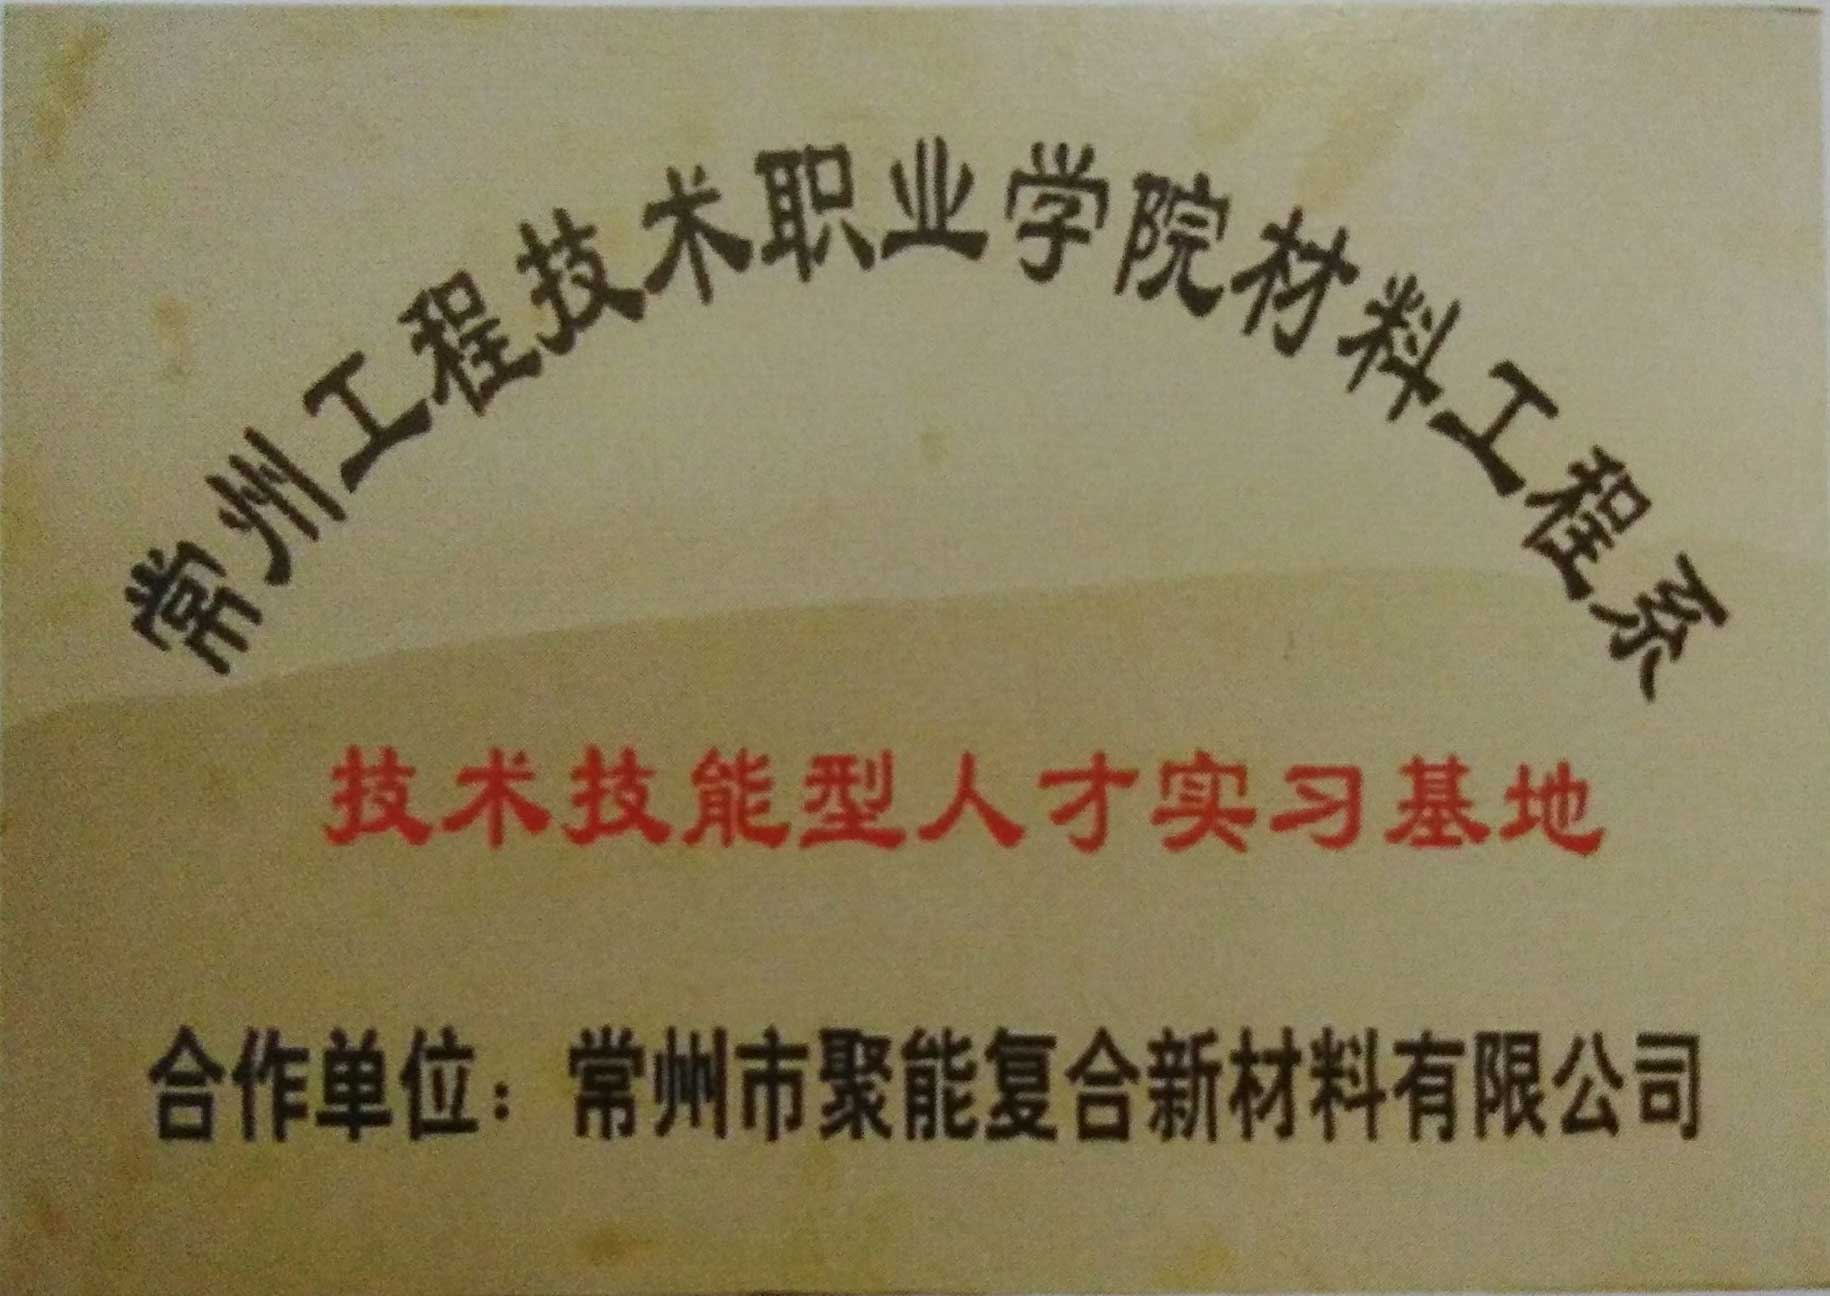 常州工程技术职业学院材料工程系
技术技能型人才实习基地
合作单位：常州市聚能复合新材料有限公司